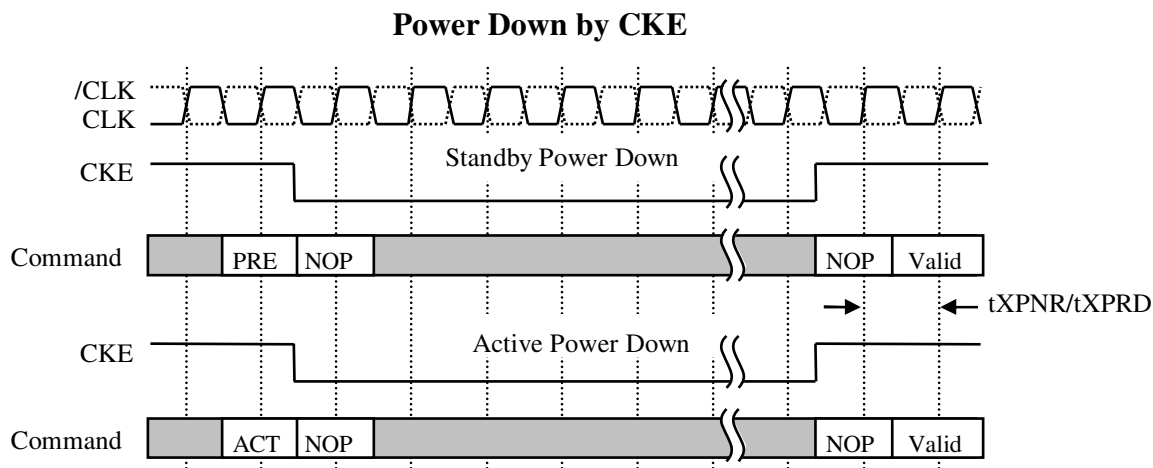 Power Down by CKE
/CLK
CLK
Standby Power Down
CKE
Command PRE NOP NOP Valid
tXPNR/tXPRD
Active Power Down
CKE
Command ACT NOP NOP Valid